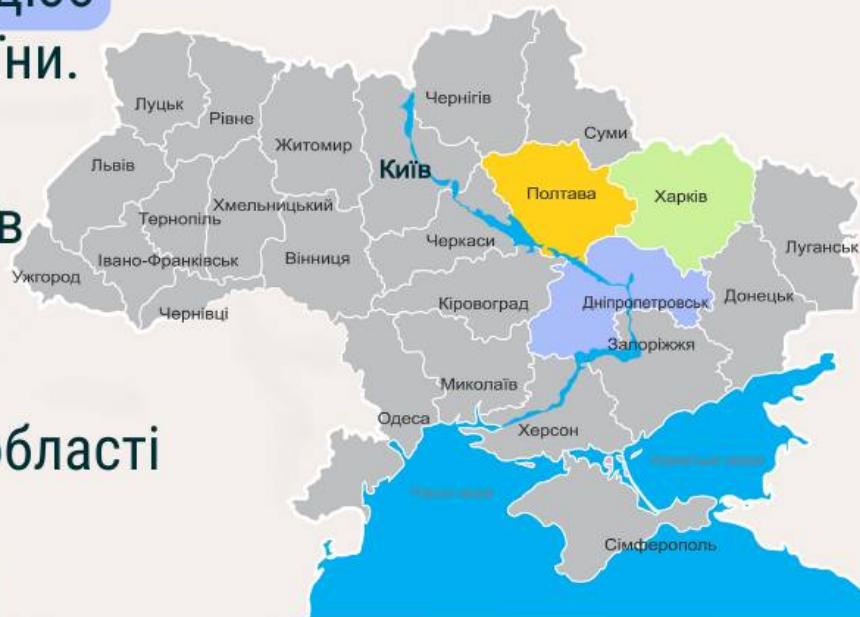 їни.
в
області
Луцьк
Рівне
Житомир
Чернігів
Суми
Львів
Київ
Полтава
Харків
Хмельницький
Тернопіль
Черкаси
Луганськ
Івано-Франківськ
Вінниця
Ужгород
Кіровоград
Дніпропетровськ
Донецьк
Чернівці
Запоріжжя
Миколаїв
Одеса
Херсон
Сімферополь